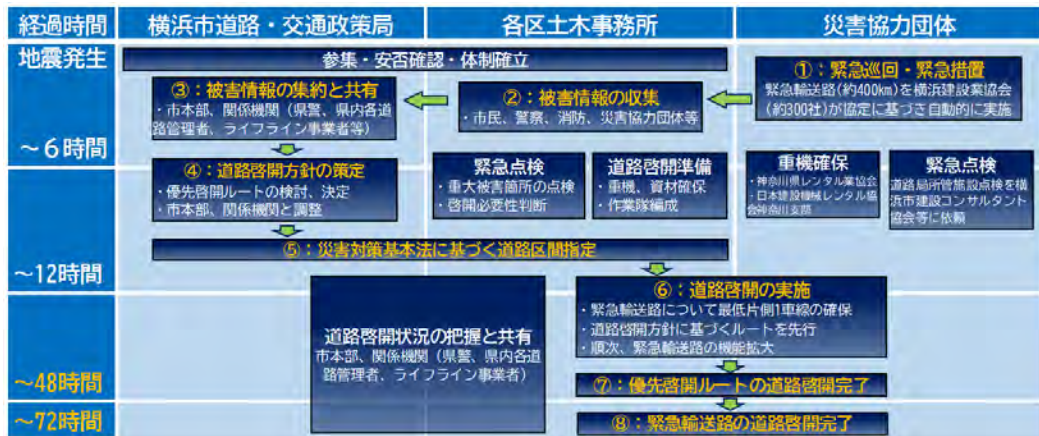 経過時間
横浜市道路・交通政策局
各区土木事務所
災害協力団体
地震発生
参集・安否確認・体制確立
①:緊急巡回・緊急措置
緊急輸送路(約400km)を横浜建設業協会
(約300社)が協定に基づき自動的に実施
②:被害情報の収集
・市民、警察、消防、災害協力団体等
③:被害情報の集約と共有
・市本部、関係機関(県警、県内各道
路管理者、ライフライン事業者等)
～6時間
④:道路啓開方針の策定
・優先啓開ルートの検討、決定
・市本部、関係機関と調整
緊急点検
・重大被害箇所の点検
・啓開必要性判断
道路啓開準備
・重機、資材確保
・作業隊編成
重機確保
・神奈川県レンタル業協会
・日本建設機械レンタル協
会神奈川支部
緊急点検
道路局所管施設点検を横
浜市建設コンサルタント
協会等に依頼
⑤:災害対策基本法に基づく道路区間指定
～12時間
⑥:道路啓開の実施
・緊急輸送路について最低片側1車線の確保
・道路啓開方針に基づくルートを先行
・順次、緊急輸送路の機能拡大
道路啓開状況の把握と共有
市本部、関係機関(県警、県内各道
路管理者、ライフライン事業者)
～48時間
⑦:優先啓開ルートの道路啓開完了
～72時間
⑧:緊急輸送路の道路啓開完了